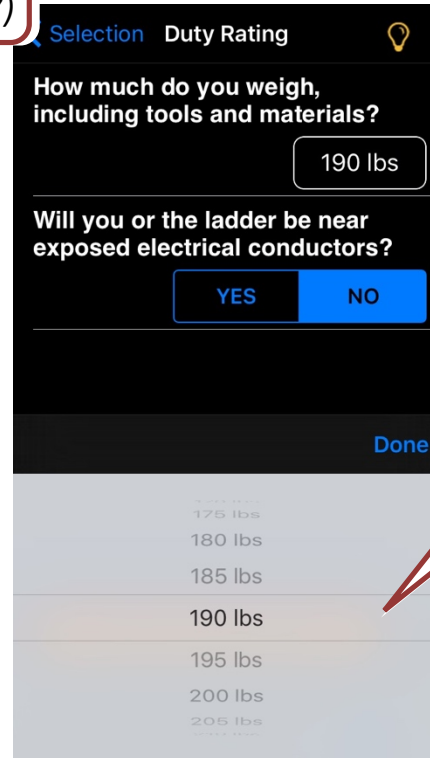 Selection Duty Rating
How much do you weigh,
including tools and materials?
190 lbs
Will you or the ladder be near
exposed electrical conductors?
YES NO
Done
175 lbs
180 lbs
185 lbs
190 lbs
195 lbs
200 lbs
205 lbs